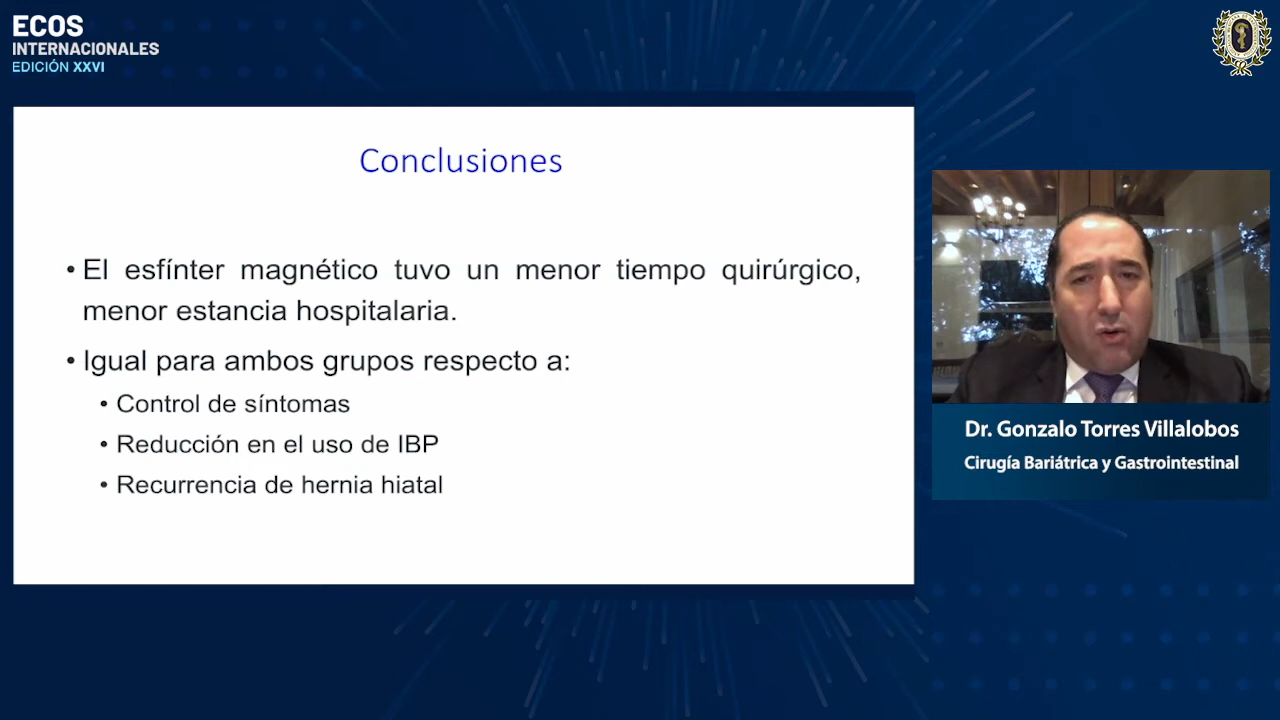 ECOS
INTERNACIONALES
EDICIÓN XXVI
Conclusiones
• El esfínter magnético tuvo un menor tiempo quirúrgico,
menor estancia hospitalaria.
• Igual para ambos grupos respecto a:
• Control de síntomas
• Reducción en el uso de IBP
• Recurrencia de hernia hiatal
Dr. Gonzalo Torres Villalobos
Cirugía Bariátrica y Gastrointestinal